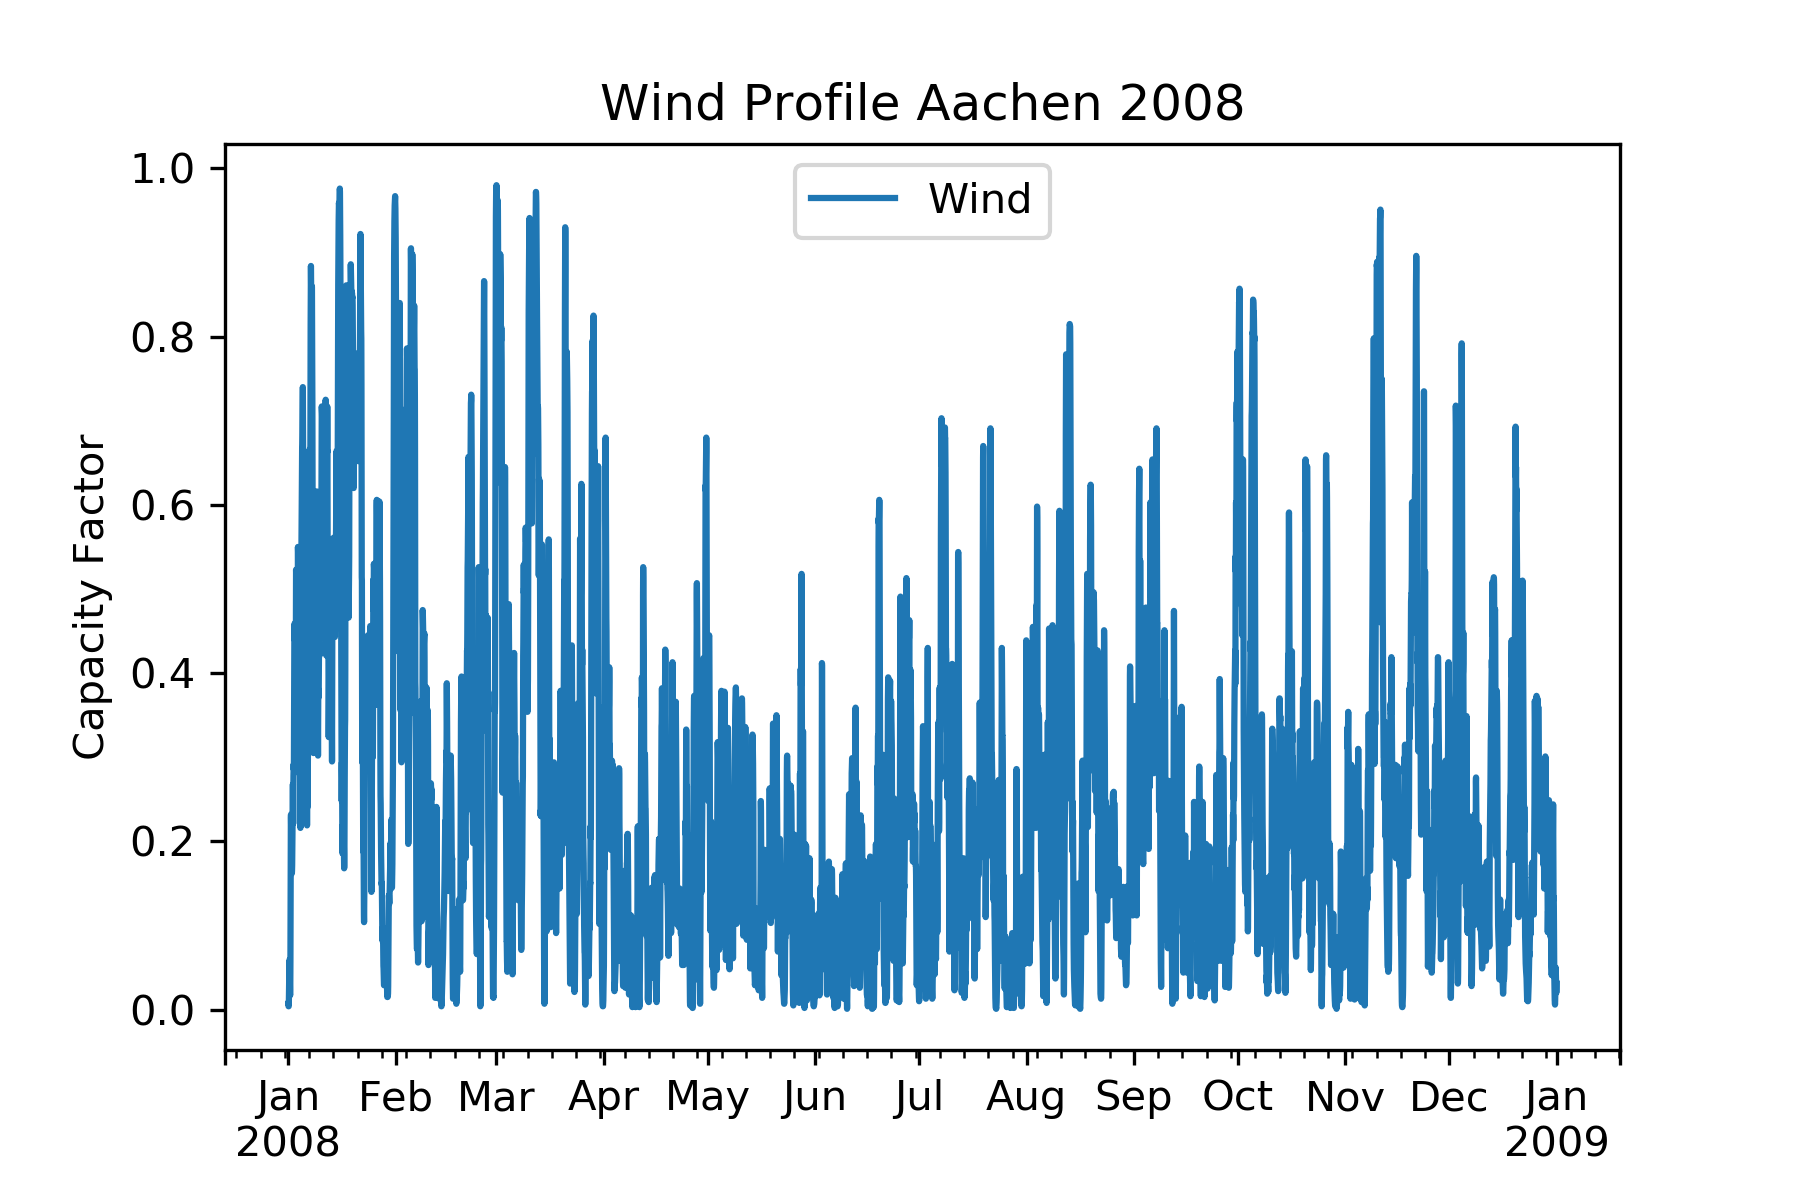 Wind Profile Aachen 2008
Wind
Capacity Factor
1.0
0.8
0.6
0.4
0.2
0.0
Jan Feb Mar Apr May Jun Jul Aug Sep Oct Nov Dec Jan
2008 2009